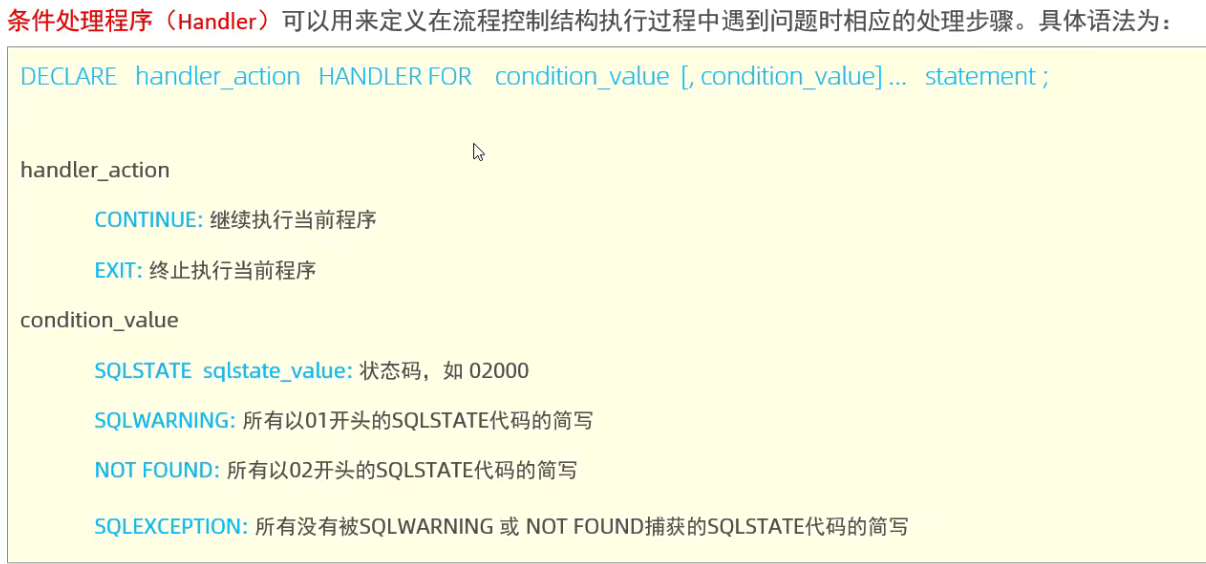 条件处理程序（Handler）可以用来定义在流程控制结构执行过程中遇到问题时相应的处理步骤。具体语法为：
DECLARE handler_action HANDLER FOR condition_value [, condition_value] ... statement ;
handler_action
CONTINUE: 继续执行当前程序
EXIT: 终止执行当前程序
condition_value
SQLSTATE sqlstate_value: 状态码，如 02000
SQLWARNING: 所有以01开头的SQLSTATE代码的简写
NOT FOUND: 所有以02开头的SQLSTATE代码的简写
SQLEXCEPTION: 所有没有被SQLWARNING 或 NOT FOUND捕获的SQLSTATE代码的简写